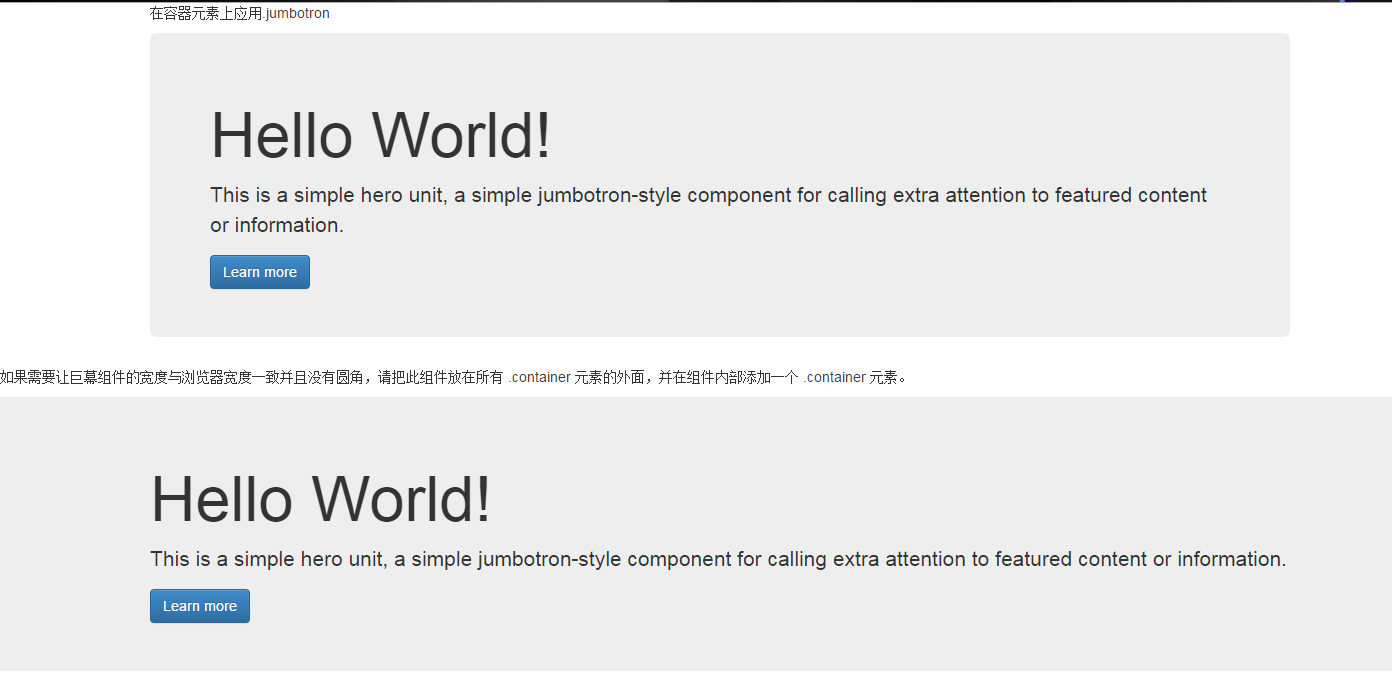 在容器元素上应用.jumbotron
Hello World!
This is a simple hero unit, a simple jumbotron-style component for calling extra attention to featured content
or information.
Learn more
如果需要让巨幕组件的宽度与浏览器宽度一致并且没有圆角，请把此组件放在所有 .container 元素的外面，并在组件内部添加一个 .container 元素。
Hello World!
This is a simple hero unit, a simple jumbotron-style component for calling extra attention to featured content or information.
Learn more